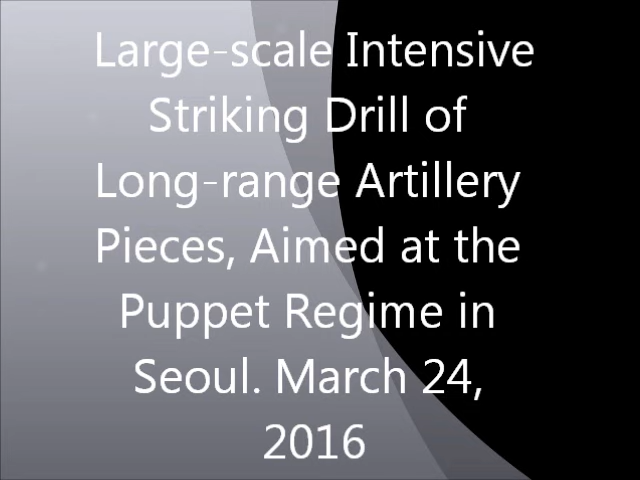 Large-scale Intensive
Striking Drill of
Long-range Artillery
Pieces, Aimed at the
Puppet Regime in
Seoul. March 24,
2016